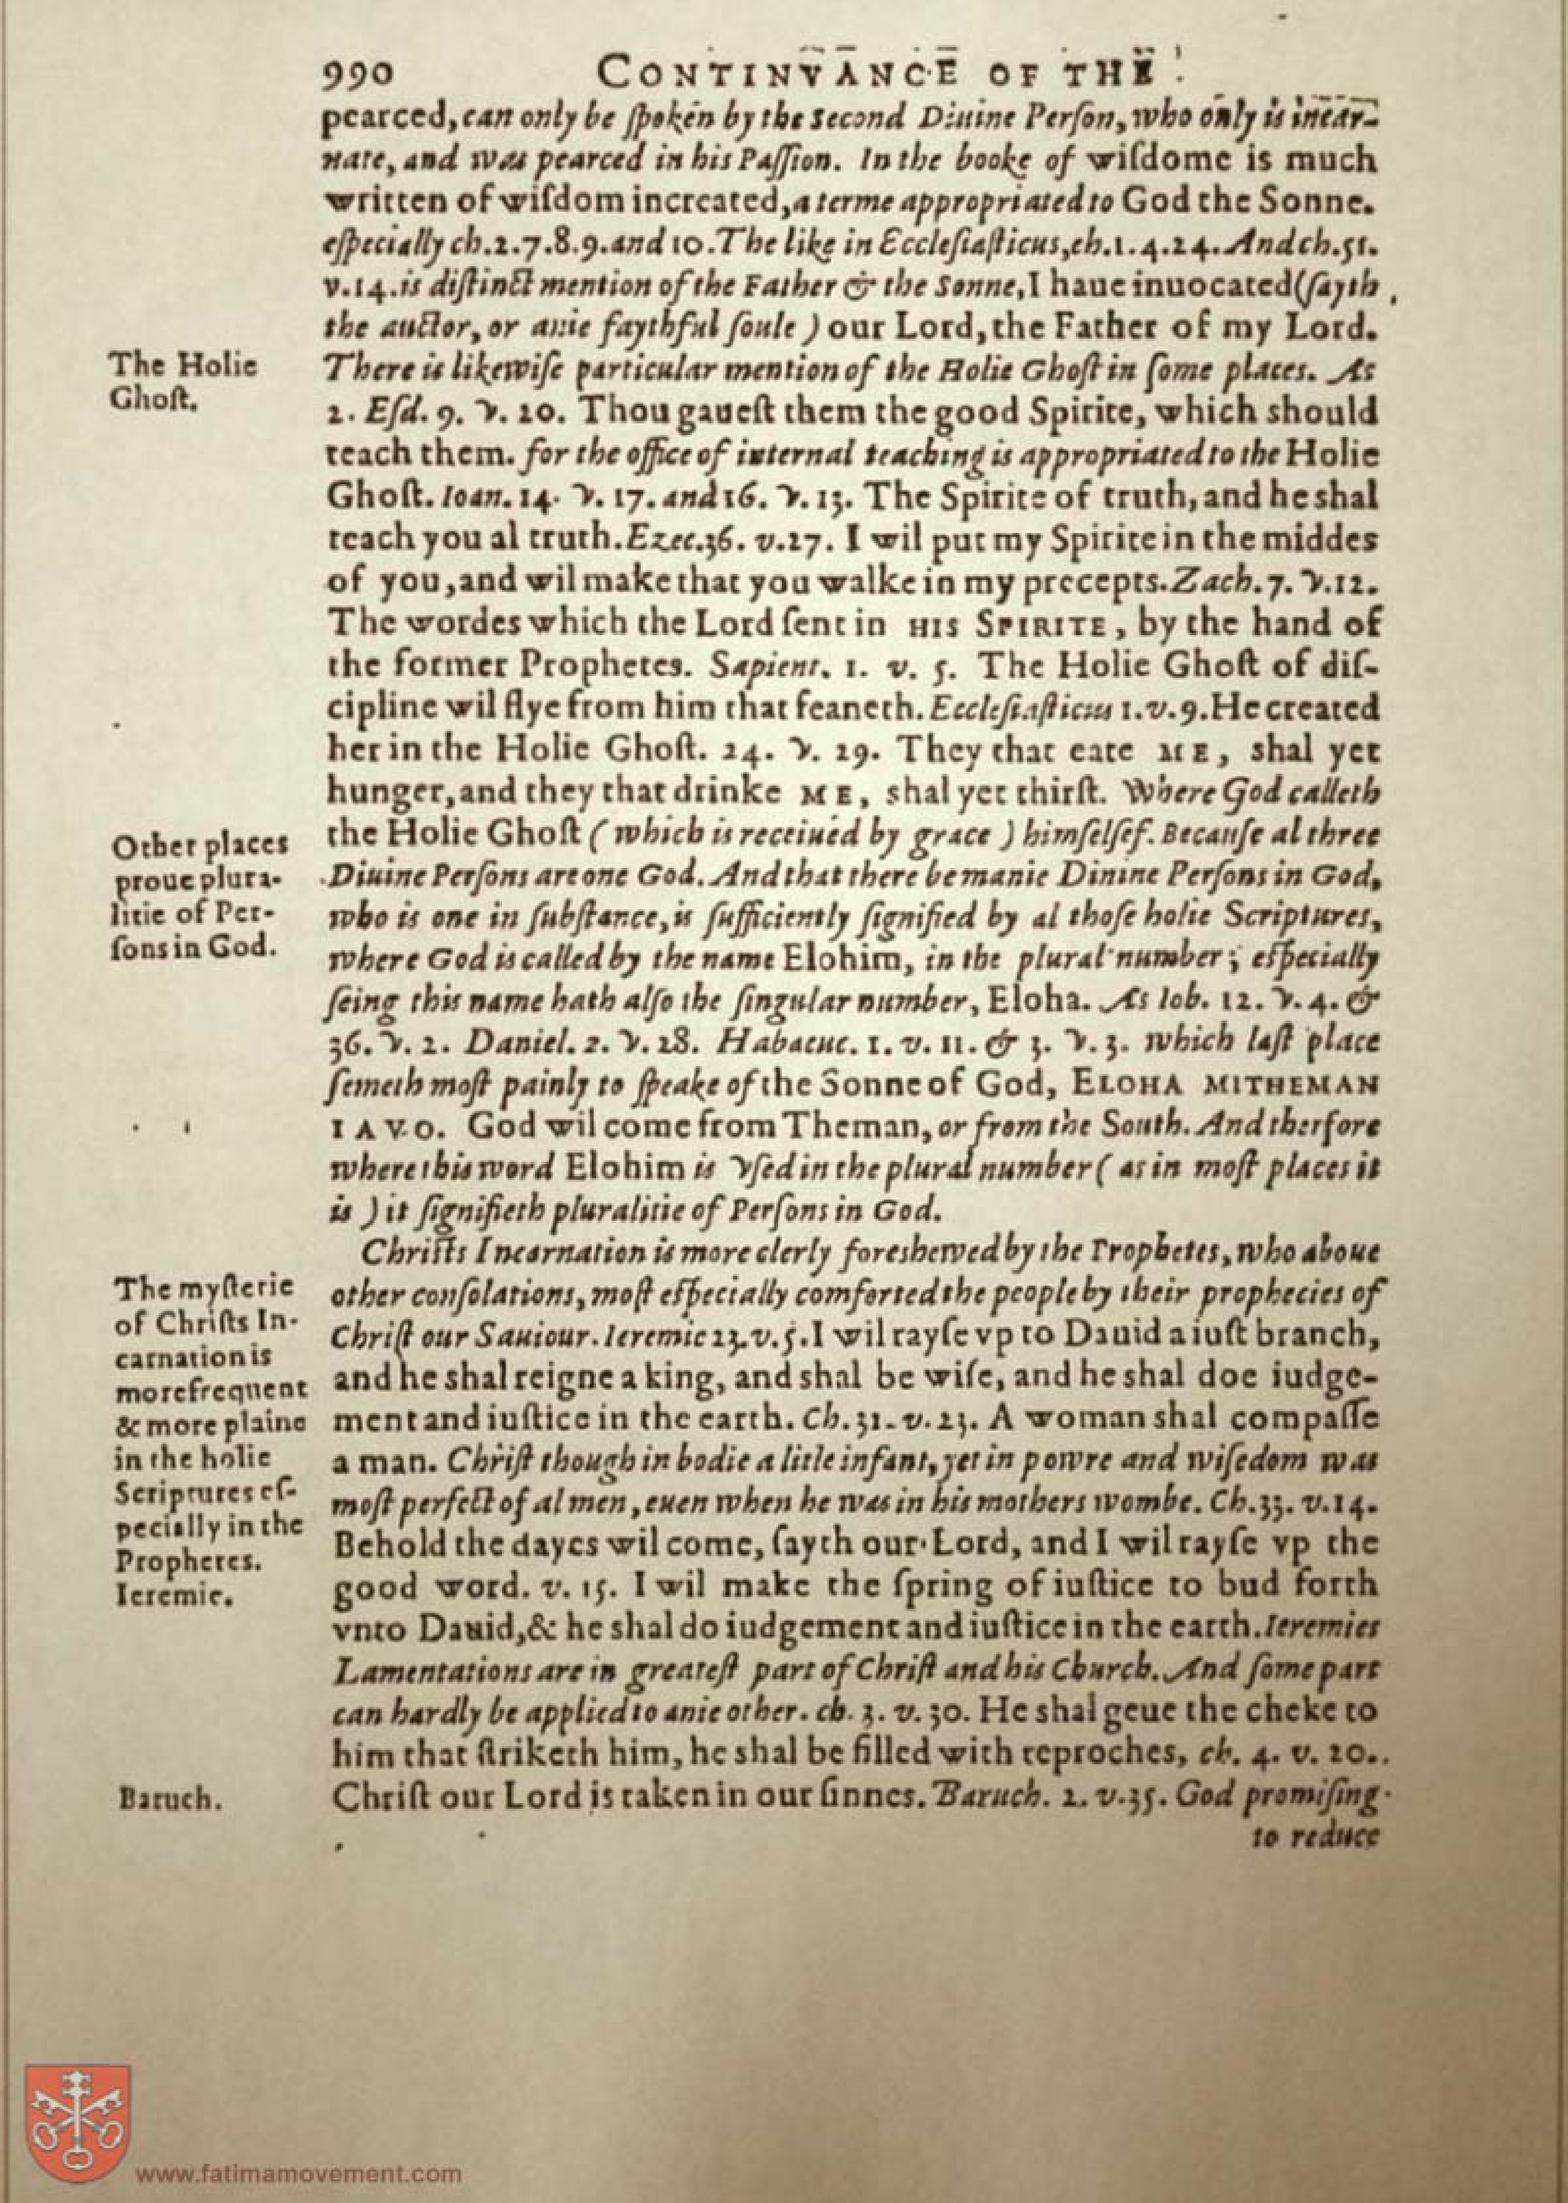 990 CONTINVANCE OF THE
pearced, can only be ſpoken by the second Diuine Perſon, who only is incar-
nate, and was pearced in his Paſſion. In the booke of wiſdome is much
written of wiſdom increated, a terme appropriated to God the Sonne.
eſpecially ch.2.7.8.9.and 10.The like in Eccleſiaſticus,ch.1.4.24.And ch.51.
v.14.is diſtinct mention of the Father & the Sonne, I haue inuocated (ſayth
the auctor, or anie faythful ſoule ) our Lord, the Father of my Lord.
The Holie
Ghoſt.
There is likewiſe particular mention of the Holie Ghoſt in ſome places. As
2. Eſd. 9. v. 20. Thou gaueſt them the good Spirite, which should
teach them. for the office of internal teaching is appropriated to the Holie
Ghoſt. Ioan. 14. v. 17. and 16. v. 13. The Spirite of truth, and he shal
teach you al truth. Ezec.36. v.27. I wil put my Spirite in the middes
of you, and wil make that you walke in my precepts. Zach. 7. v.12.
The wordes which the Lord ſent in HIS SPIRITE, by the hand of
the former Prophetes. Sapient. 1. v. 5. The Holie Ghoſt of diſ-
cipline wil flye from him that feaneth. Eccleſiaſticus 1.v.9. He created
her in the Holie Ghoſt. 24. v. 29. They that eate ME, shal yet
hunger, and they that drinke ME, shal yet thirſt. Where God calleth
Other places
proue plura-
litie of Per-
ſons in God.
the Holie Ghoſt ( which is receiued by grace ) himſelſef. Becauſe al three
Diuine Perſons are one God. And that there be manie Dinine Perſons in God,
who is one in ſubſtance, is ſufficiently ſignified by al thoſe holie Scriptures,
where God is called by the name Elohim, in the plural number; eſpecially
ſeing this name hath alſo the ſingular number, Eloha. As Iob. 12. v. 4. &
36. v. 2. Daniel. 2. v. 28. Habacuc. 1. v. 11. & 3. v. 3. which laſt place
ſemeth moſt painly to ſpeake of the Sonne of God, ELOHA MITHEMAN
IAVO. God wil come from Theman, or from the South. And therfore
where this word Elohim is vſed in the plural number ( as in moſt places it
is ) it ſignifieth pluralitie of Perſons in God.
Chriſts Incarnation is more clerly foreshewed by the Prophetes, who aboue
The myſterie
of Chriſts In-
carnation is
more frequent
& more plaine
in the holie
Scriptures eſ-
pecially in the
Prophetes.
Ieremie.
other conſolations, moſt eſpecially comforted the people by their prophecies of
Chriſt our Sauiour. Ieremie 23. v. 5. I wil rayſe vp to Dauid a iuſt branch,
and he shal reigne a king, and shal be wiſe, and he shal doe iudge-
ment and iuſtice in the earth. Ch. 31. v. 23. A woman shal compaſſe
a man. Chriſt though in bodie a litle infant, yet in powre and wiſedom was
moſt perfect of al men, euen when he was in his mothers wombe. Ch. 33. v.14.
Behold the dayes wil come, ſayth our Lord, and I wil rayſe vp the
good word. v. 15. I wil make the ſpring of iuſtice to bud forth
vnto Dauid, & he shal do iudgement and iuſtice in the earth. Ieremies
Lamentations are in greateſt part of Chriſt and his Church. And ſome part
can hardly be applied to anie other. ch. 3. v. 30. He shal geue the cheke to
him that ſtriketh him, he shal be filled with reproches, ch. 4. v. 20.
Baruch.
Chriſt our Lord is taken in our ſinnes. Baruch. 2. v. 35. God promiſing
to reduce
www.fatimamovement.com